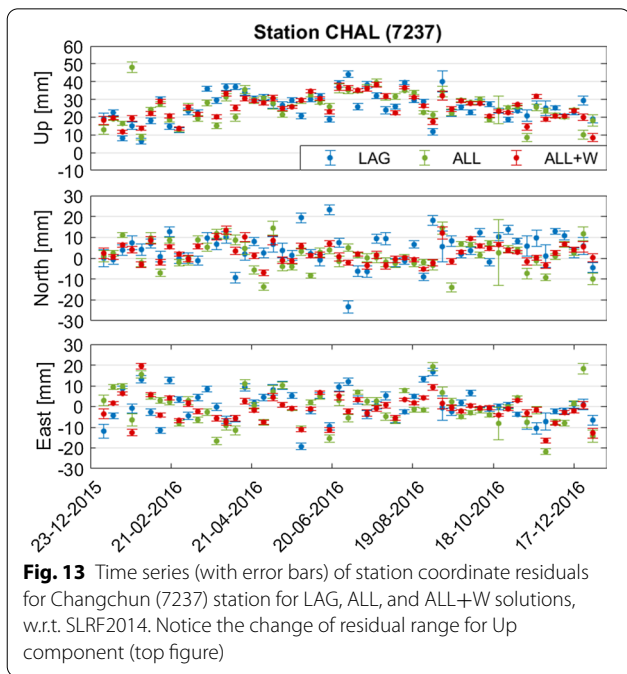 Station CHAL (7237)
Up [mm]
60
50
40
30
20
10
0
-10
LAG
ALL
ALL+W
North [mm]
30
20
10
0
-10
-20
-30
East [mm]
30
20
10
0
-10
-20
-30
23-12-2015
21-02-2016
21-04-2016
20-06-2016
19-08-2016
18-10-2016
17-12-2016
Fig. 13 Time series (with error bars) of station coordinate residuals
for Changchun (7237) station for LAG, ALL, and ALL+W solutions,
w.r.t. SLRF2014. Notice the change of residual range for Up
component (top figure)